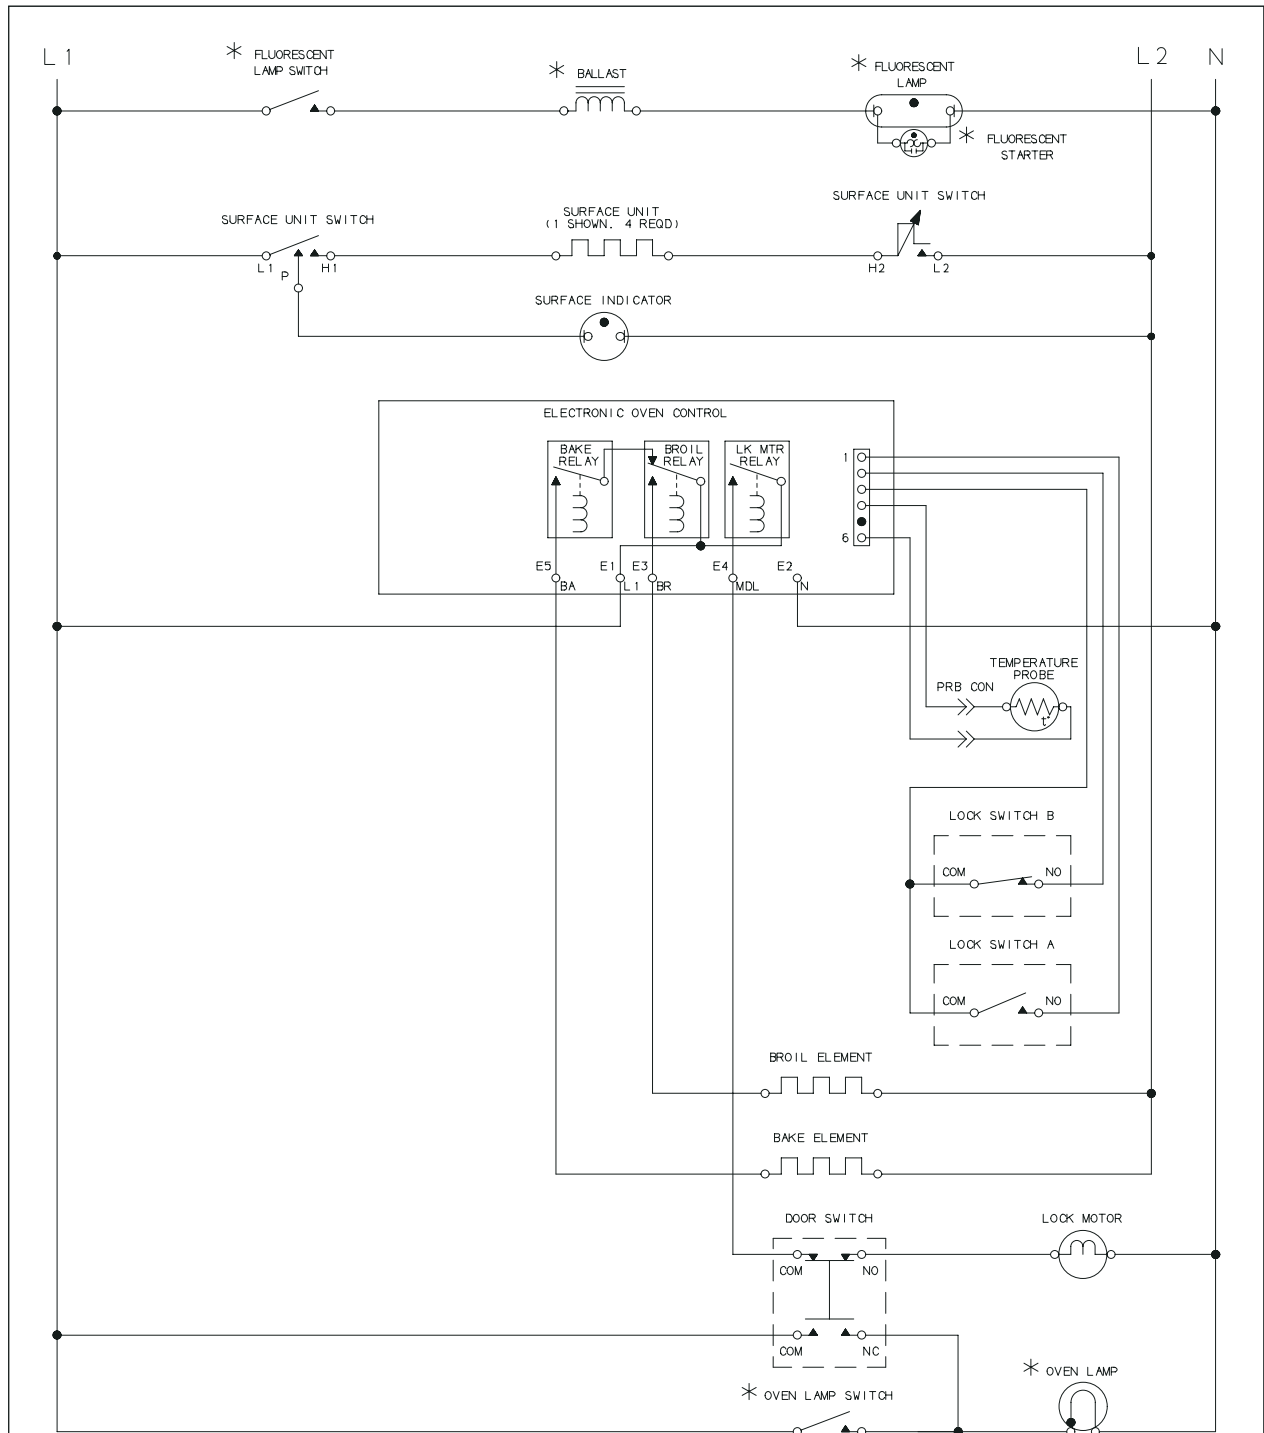 L1
L2 N
* FLUORESCENT
LAMP SWITCH
* BALLAST
* FLUORESCENT
LAMP
* FLUORESCENT
STARTER
SURFACE UNIT SWITCH
SURFACE UNIT
(1 SHOWN. 4 REQD)
SURFACE UNIT SWITCH
L1 H1
P
H2 L2
SURFACE INDICATOR
ELECTRONIC OVEN CONTROL
BAKE
RELAY
BROIL
RELAY
LK MTR
RELAY
1
6
E5 E1 E3 E4 E2
BA L1 BR MDL N
TEMPERATURE
PROBE
PRB CON
t°
LOCK SWITCH B
COM NO
LOCK SWITCH A
COM NO
BROIL ELEMENT
BAKE ELEMENT
DOOR SWITCH
LOCK MOTOR
COM NO
COM NC
* OVEN LAMP
* OVEN LAMP SWITCH